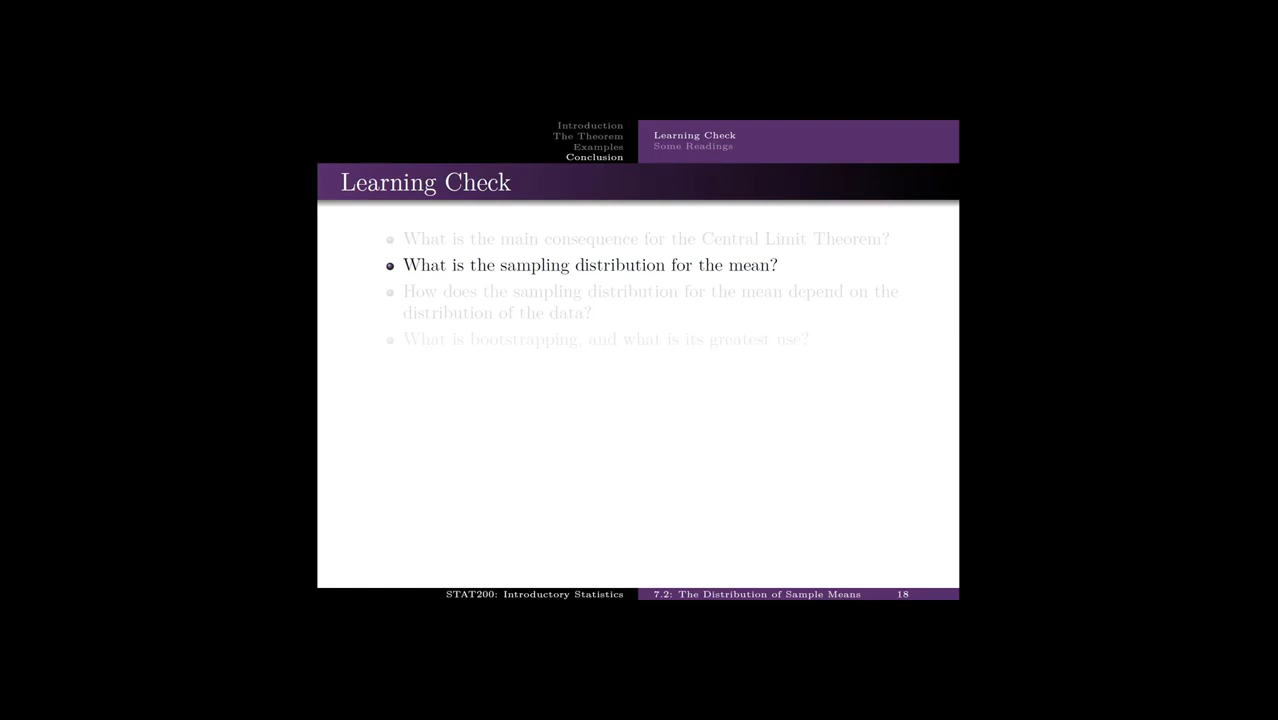 Introduction
The Theorem
Examples
Conclusion
Learning Check
Some Readings
Learning Check
What is the main consequence for the Central Limit Theorem?
What is the sampling distribution for the mean?
How does the sampling distribution for the mean depend on the
distribution of the data?
What is bootstrapping, and what is its greatest use?
STAT200: Introductory Statistics
7.2: The Distribution of Sample Means 18